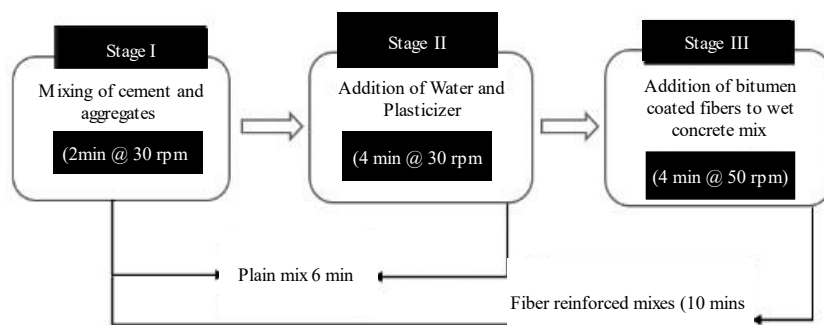 Stage I
Mixing of cement and
aggregates
(2min @ 30 rpm
Stage II
Addition of Water and
Plasticizer
(4 min @ 30 rpm
Stage III
Addition of bitumen
coated fibers to wet
concrete mix
(4 min @ 50 rpm)
Plain mix 6 min
Fiber reinforced mixes (10 mins